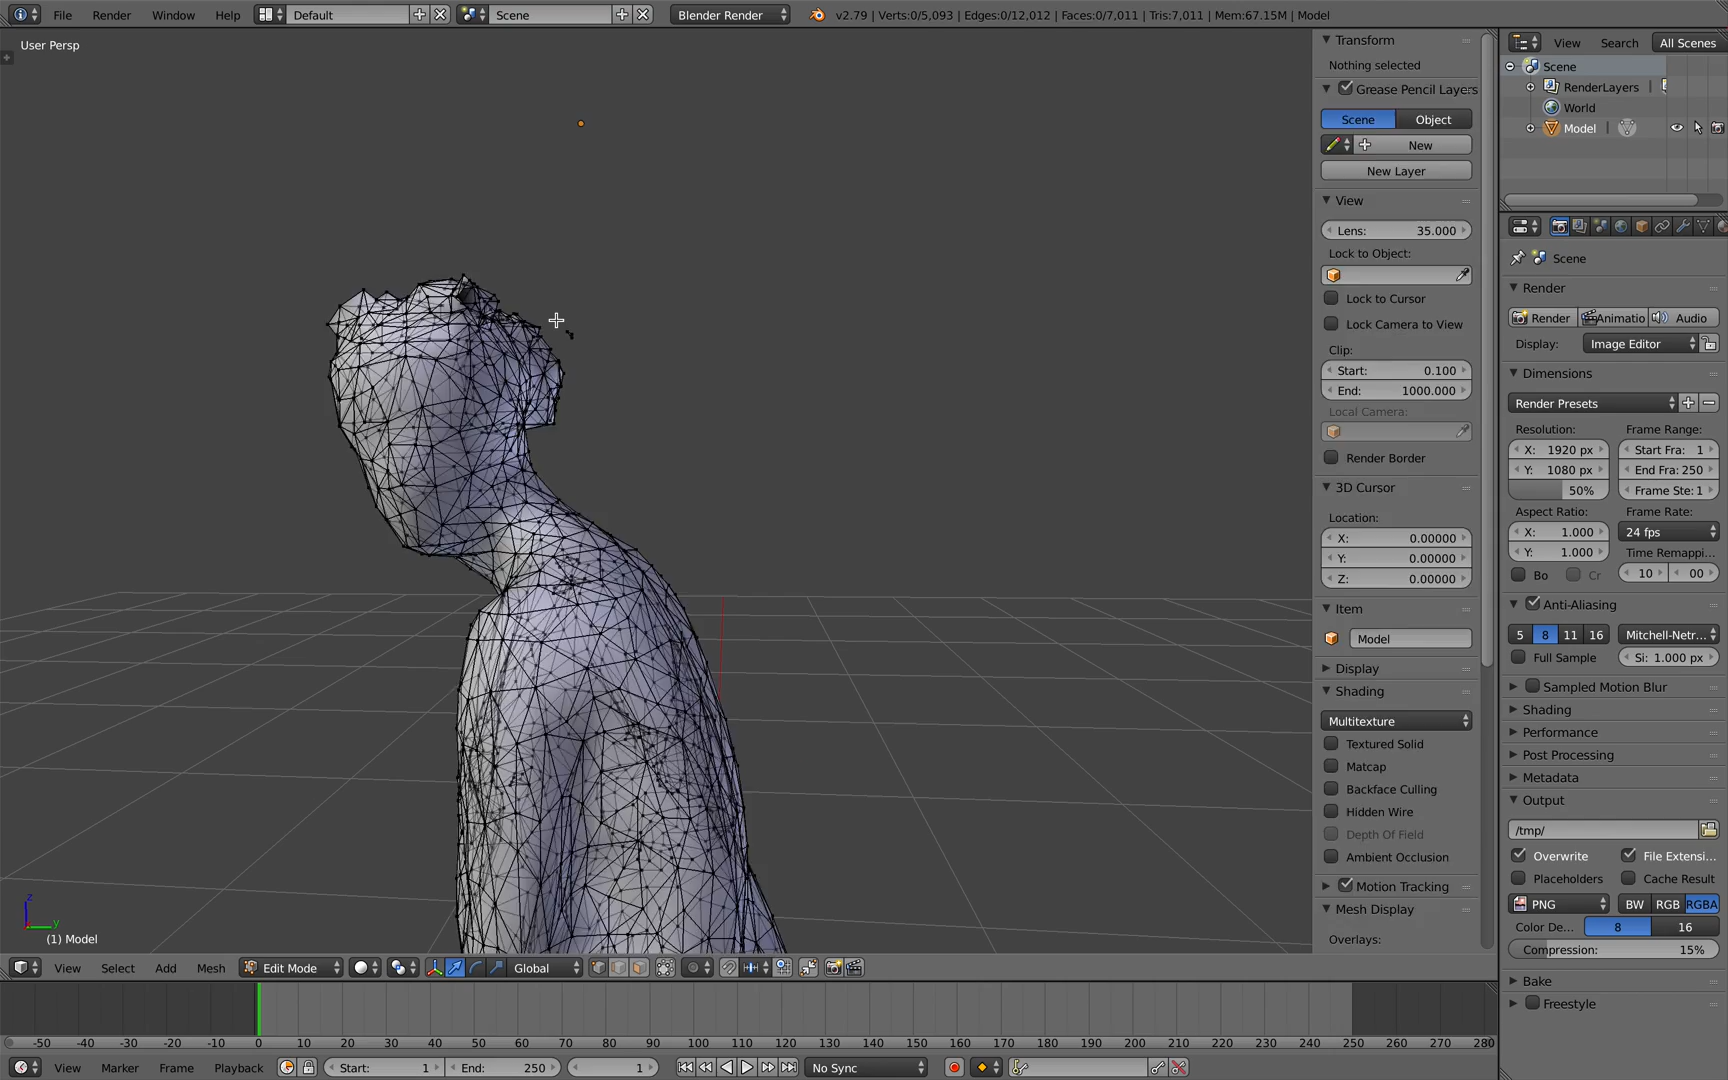 File Render Window Help Default Scene Blender Render v2.79 | Verts:0/5,093 | Edges:0/12,012 | Faces:0/7,011 | Tris:7,011 | Mem:67.15M | Model
User Persp
(1) Model
z
y
Transform
Nothing selected
Grease Pencil Layers
Scene Object
New
New Layer
View
Lens: 35.000
Lock to Object:
Lock to Cursor
Lock Camera to View
Clip:
Start: 0.100
End: 1000.000
Local Camera:
Render Border
3D Cursor
Location:
X: 0.00000
Y: 0.00000
Z: 0.00000
Item
Model
Display
Shading
Multitexture
Textured Solid
Matcap
Backface Culling
Hidden Wire
Depth Of Field
Ambient Occlusion
Motion Tracking
Mesh Display
Overlays:
View Search All Scenes
Scene
RenderLayers
World
Model
Scene
Render
Render Animatio Audio
Display: Image Editor
Dimensions
Render Presets
Resolution: Frame Range:
X: 1920 px Start Fra: 1
Y: 1080 px End Fra: 250
50% Frame Ste: 1
Aspect Ratio: Frame Rate:
X: 1.000 24 fps
Y: 1.000 Time Remappi...
Bo Cr 10 00
Anti-Aliasing
5 8 11 16 Mitchell-Netr...
Full Sample Si: 1.000 px
Sampled Motion Blur
Shading
Performance
Post Processing
Metadata
Output
/tmp/
Overwrite File Extensi...
Placeholders Cache Result
PNG BW RGB RGBA
Color De... 8 16
Compression: 15%
Bake
Freestyle
View Select Add Mesh Edit Mode Global
-50 -40 -30 -20 -10 0 10 20 30 40 50 60 70 80 90 100 110 120 130 140 150 160 170 180 190 200 210 220 230 240 250 260 270 280
View Marker Frame Playback Start: 1 End: 250 1 No Sync